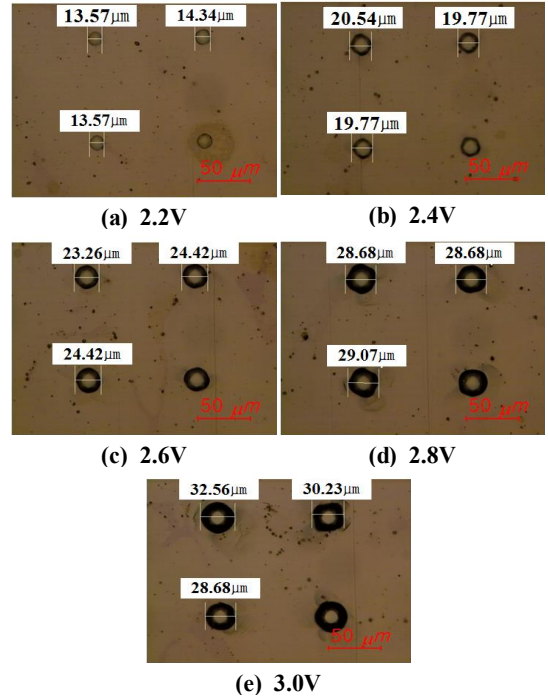 13.57μm 14.34μm
13.57μm
50 μm
(a) 2.2V
20.54μm 19.77μm
19.77μm
50 μm
(b) 2.4V
23.26μm 24.42μm
24.42μm
50 μm
(c) 2.6V
28.68μm 28.68μm
29.07μm
50 μm
(d) 2.8V
32.56μm 30.23μm
28.68μm
50 μm
(e) 3.0V